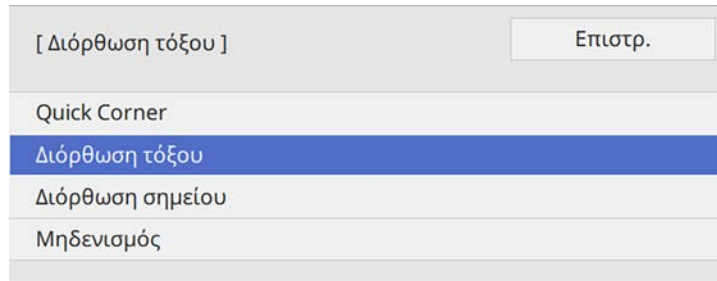 [ Διόρθωση τόξου ]
Επιστρ.
Quick Corner
Διόρθωση τόξου
Διόρθωση σημείου
Μηδενισμός